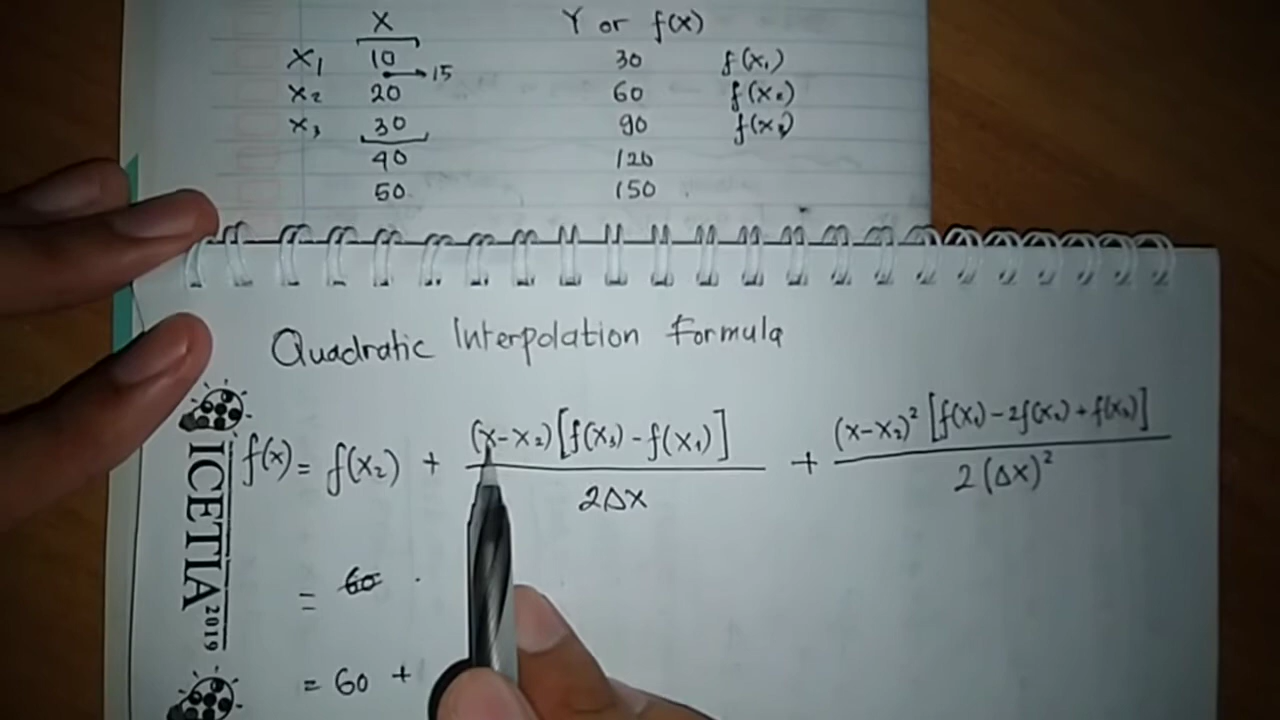 X Y or f(x)
x₁ 10 30 f(x₁)
→15
x₂ 20 60 f(x₂)
x₃ 30 90 f(x₃)
40 120
50 150
Quadratic Interpolation Formula
f(x) = f(x₂) + (x-x₂)[f(x₃) - f(x₁)] / 2Δx + (x-x₂)² [f(x₁) - 2f(x₂) + f(x₃)] / 2(Δx)²
= 60
= 60 +
ICETIA 2019